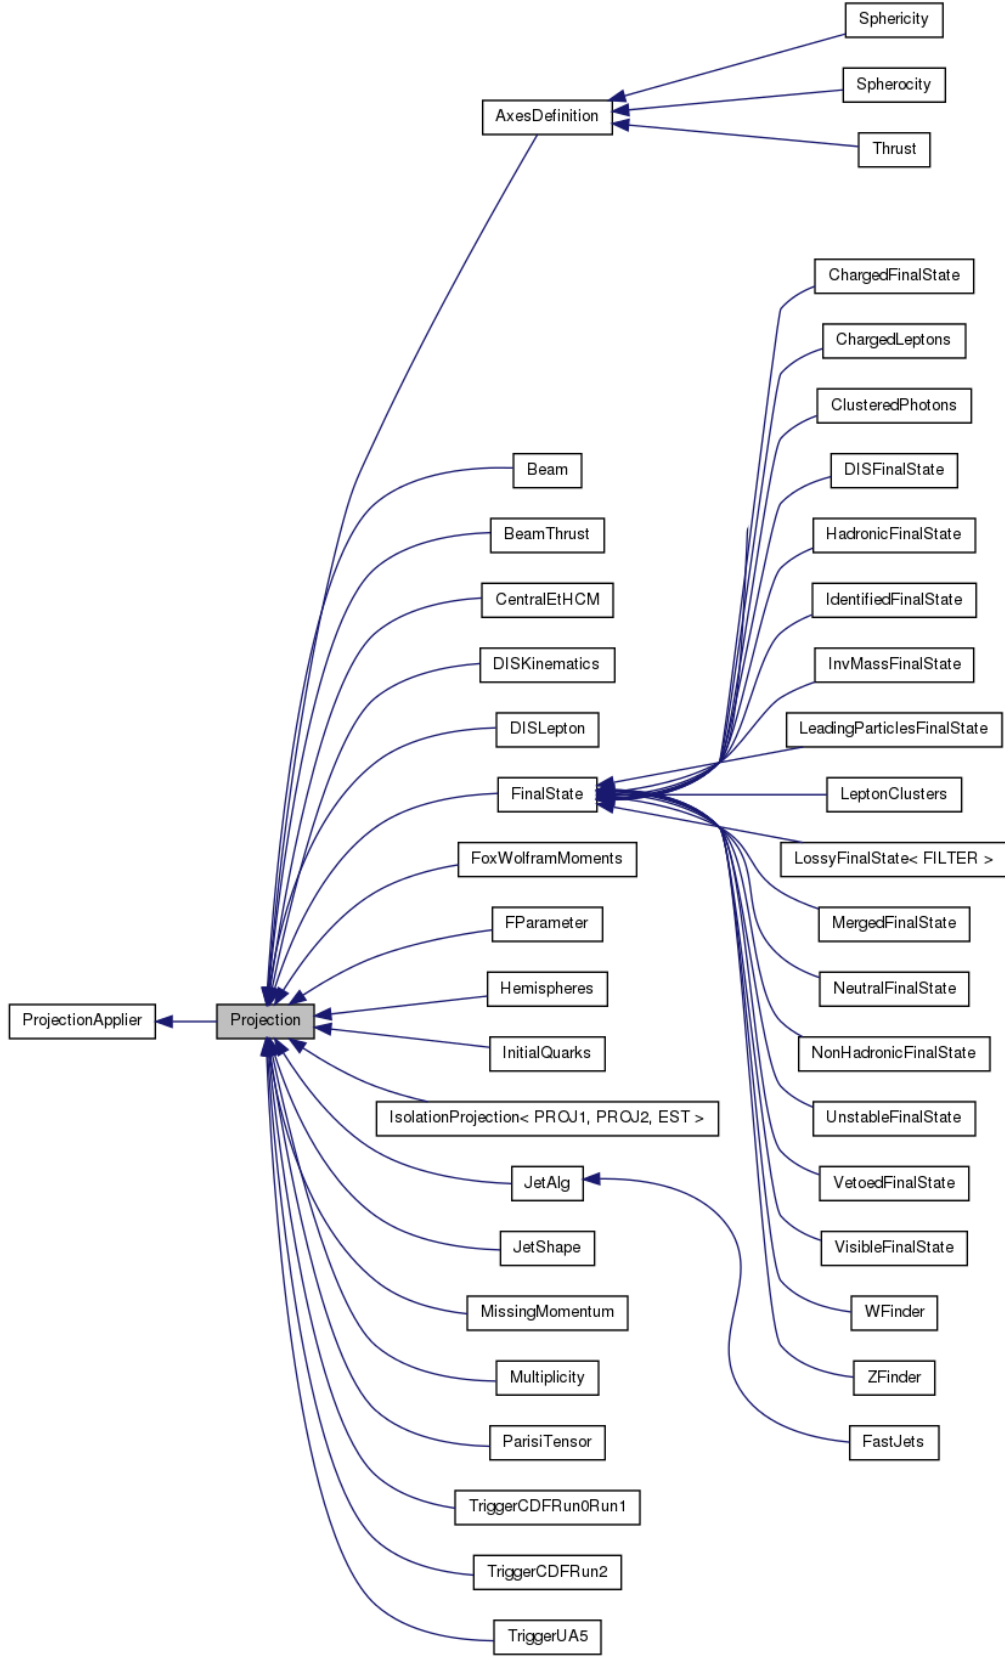 Sphericity
Spherocity
AxesDefinition
Thrust
ChargedFinalState
ChargedLeptons
ClusteredPhotons
Beam
DISFinalState
BeamThrust
HadronicFinalState
CentralEtHCM
IdentifiedFinalState
DISKinematics
InvMassFinalState
DISLepton
LeadingParticlesFinalState
FinalState
LeptonClusters
FoxWolframMoments
LossyFinalState< FILTER >
FParameter
MergedFinalState
Hemispheres
NeutralFinalState
ProjectionApplier
Projection
InitialQuarks
NonHadronicFinalState
IsolationProjection< PROJ1, PROJ2, EST >
UnstableFinalState
JetAlg
VetoedFinalState
JetShape
VisibleFinalState
MissingMomentum
WFinder
Multiplicity
ZFinder
ParisiTensor
FastJets
TriggerCDFRun0Run1
TriggerCDFRun2
TriggerUA5